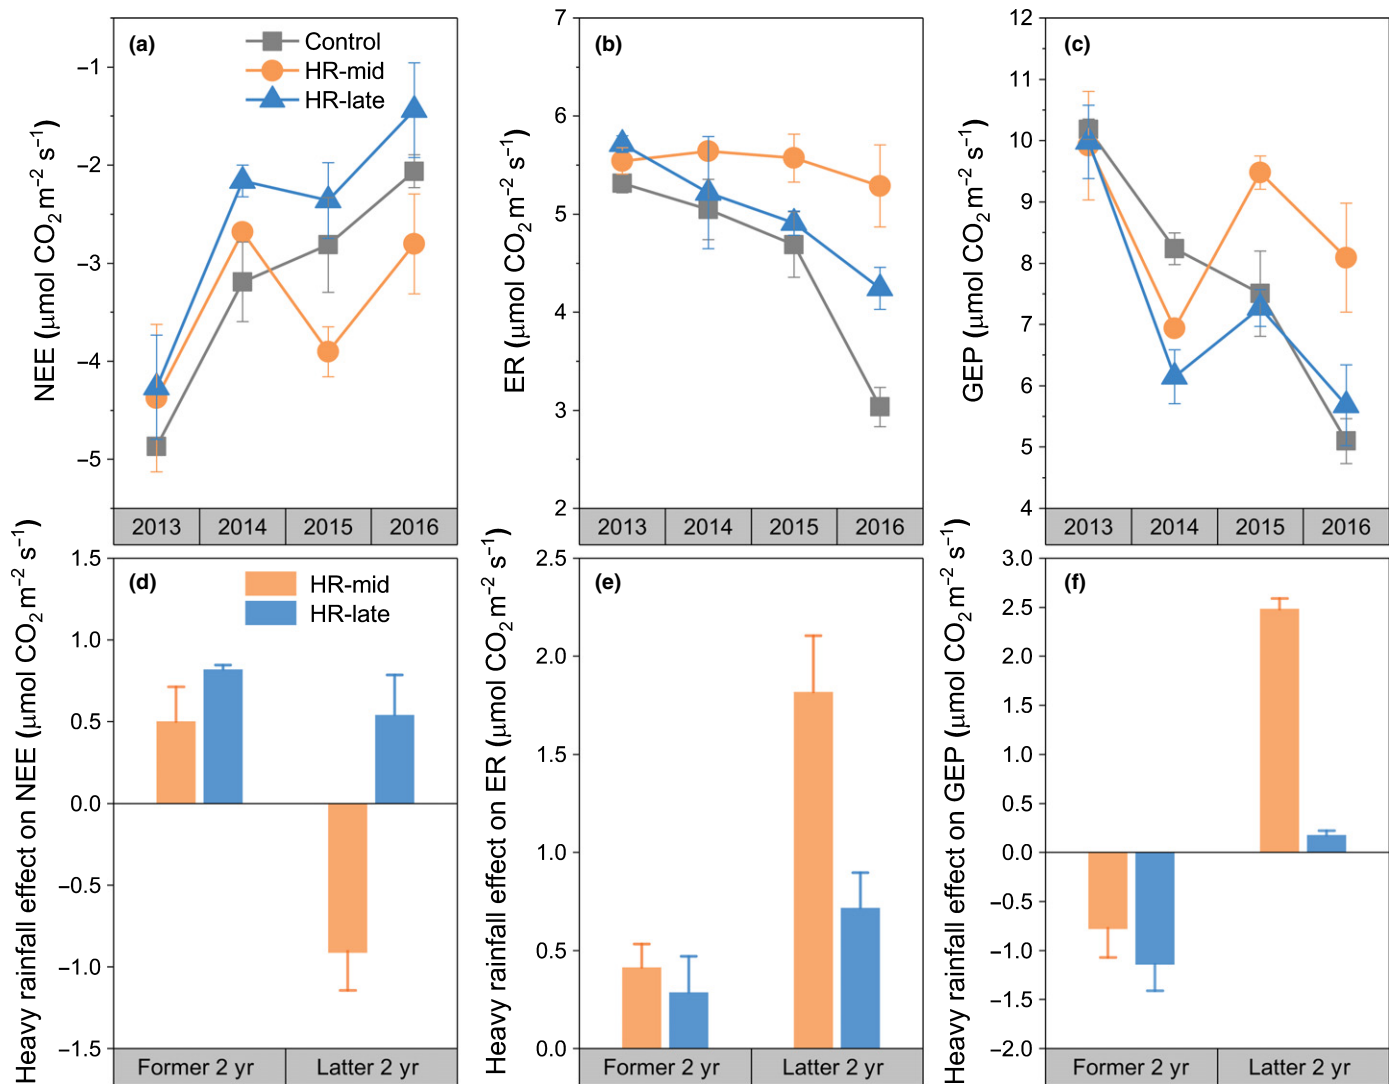 (a)
Control
HR-mid
HR-late
NEE (μmol CO₂ m⁻² s⁻¹)
−1
−2
−3
−4
−5
2013 2014 2015 2016
(b)
ER (μmol CO₂ m⁻² s⁻¹)
7
6
5
4
3
2
2013 2014 2015 2016
(c)
GEP (μmol CO₂ m⁻² s⁻¹)
12
11
10
9
8
7
6
5
4
2013 2014 2015 2016
(d)
HR-mid
HR-late
Heavy rainfall effect on NEE (μmol CO₂ m⁻² s⁻¹)
1.5
1.0
0.5
0.0
−0.5
−1.0
−1.5
Former 2 yr Latter 2 yr
(e)
Heavy rainfall effect on ER (μmol CO₂ m⁻² s⁻¹)
2.5
2.0
1.5
1.0
0.5
0.0
Former 2 yr Latter 2 yr
(f)
Heavy rainfall effect on GEP (μmol CO₂ m⁻² s⁻¹)
3.0
2.5
2.0
1.5
1.0
0.5
0.0
−0.5
−1.0
−1.5
−2.0
Former 2 yr Latter 2 yr